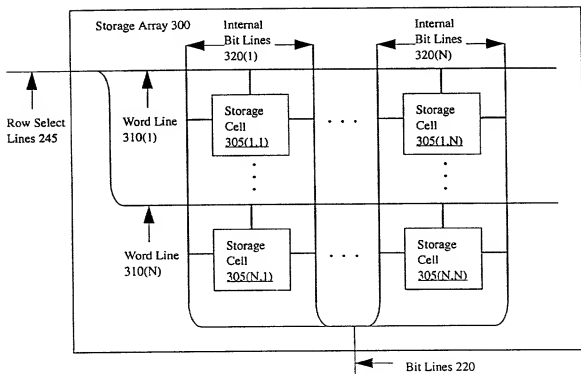 Storage Array 300
Internal
Bit Lines
320(1)
Internal
Bit Lines
320(N)
Row Select
Lines 245
Word Line
310(1)
Storage
Cell
305(1,1)
. . .
Storage
Cell
305(1,N)
Word Line
310(N)
Storage
Cell
305(N,1)
. . .
Storage
Cell
305(N,N)
Bit Lines 220